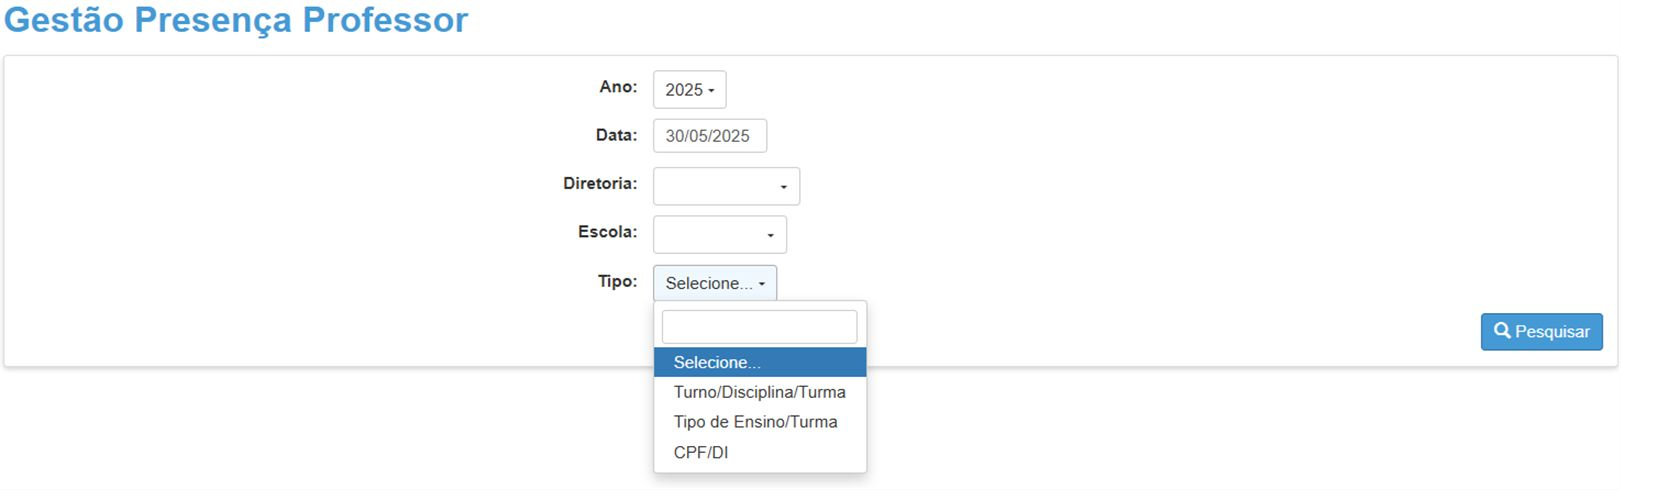 Gestão Presença Professor
Ano: 2025
Data: 30/05/2025
Diretoria:
Escola:
Tipo: Selecione...
Pesquisar
Selecione...
Turno/Disciplina/Turma
Tipo de Ensino/Turma
CPF/DI